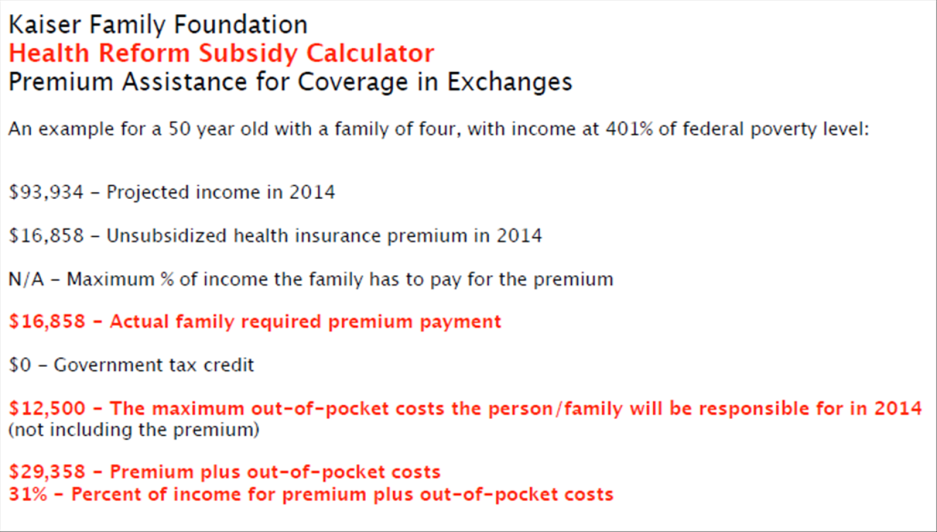 Kaiser Family Foundation
Health Reform Subsidy Calculator
Premium Assistance for Coverage in Exchanges
An example for a 50 year old with a family of four, with income at 401% of federal poverty level:
$93,934 – Projected income in 2014
$16,858 – Unsubsidized health insurance premium in 2014
N/A – Maximum % of income the family has to pay for the premium
$16,858 – Actual family required premium payment
$0 – Government tax credit
$12,500 – The maximum out-of-pocket costs the person/family will be responsible for in 2014
(not including the premium)
$29,358 – Premium plus out-of-pocket costs
31% – Percent of income for premium plus out-of-pocket costs